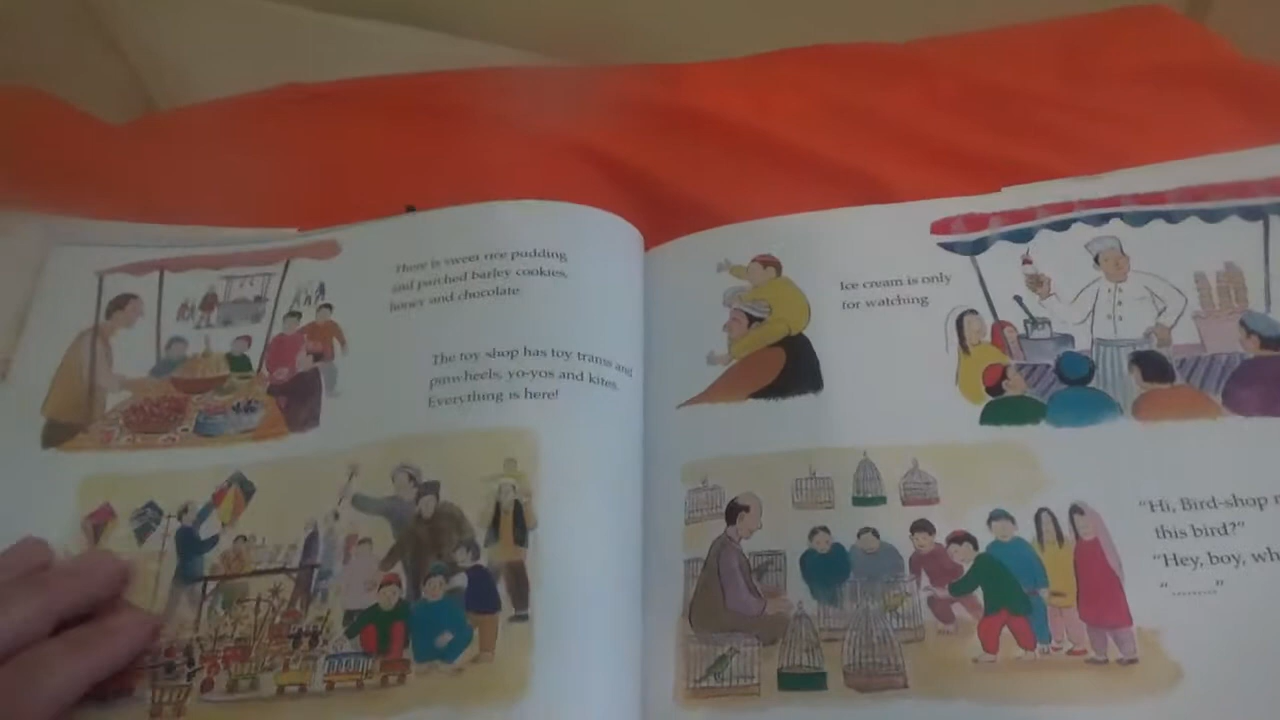 There is sweet rice pudding
and parched barley cookies,
honey and chocolate.
The toy shop has toy trains and
pinwheels, yo-yos and kites.
Everything is here!
Ice cream is only
for watching
"Hi, Bird-shop
this bird?"
"Hey, boy, wh
"........"